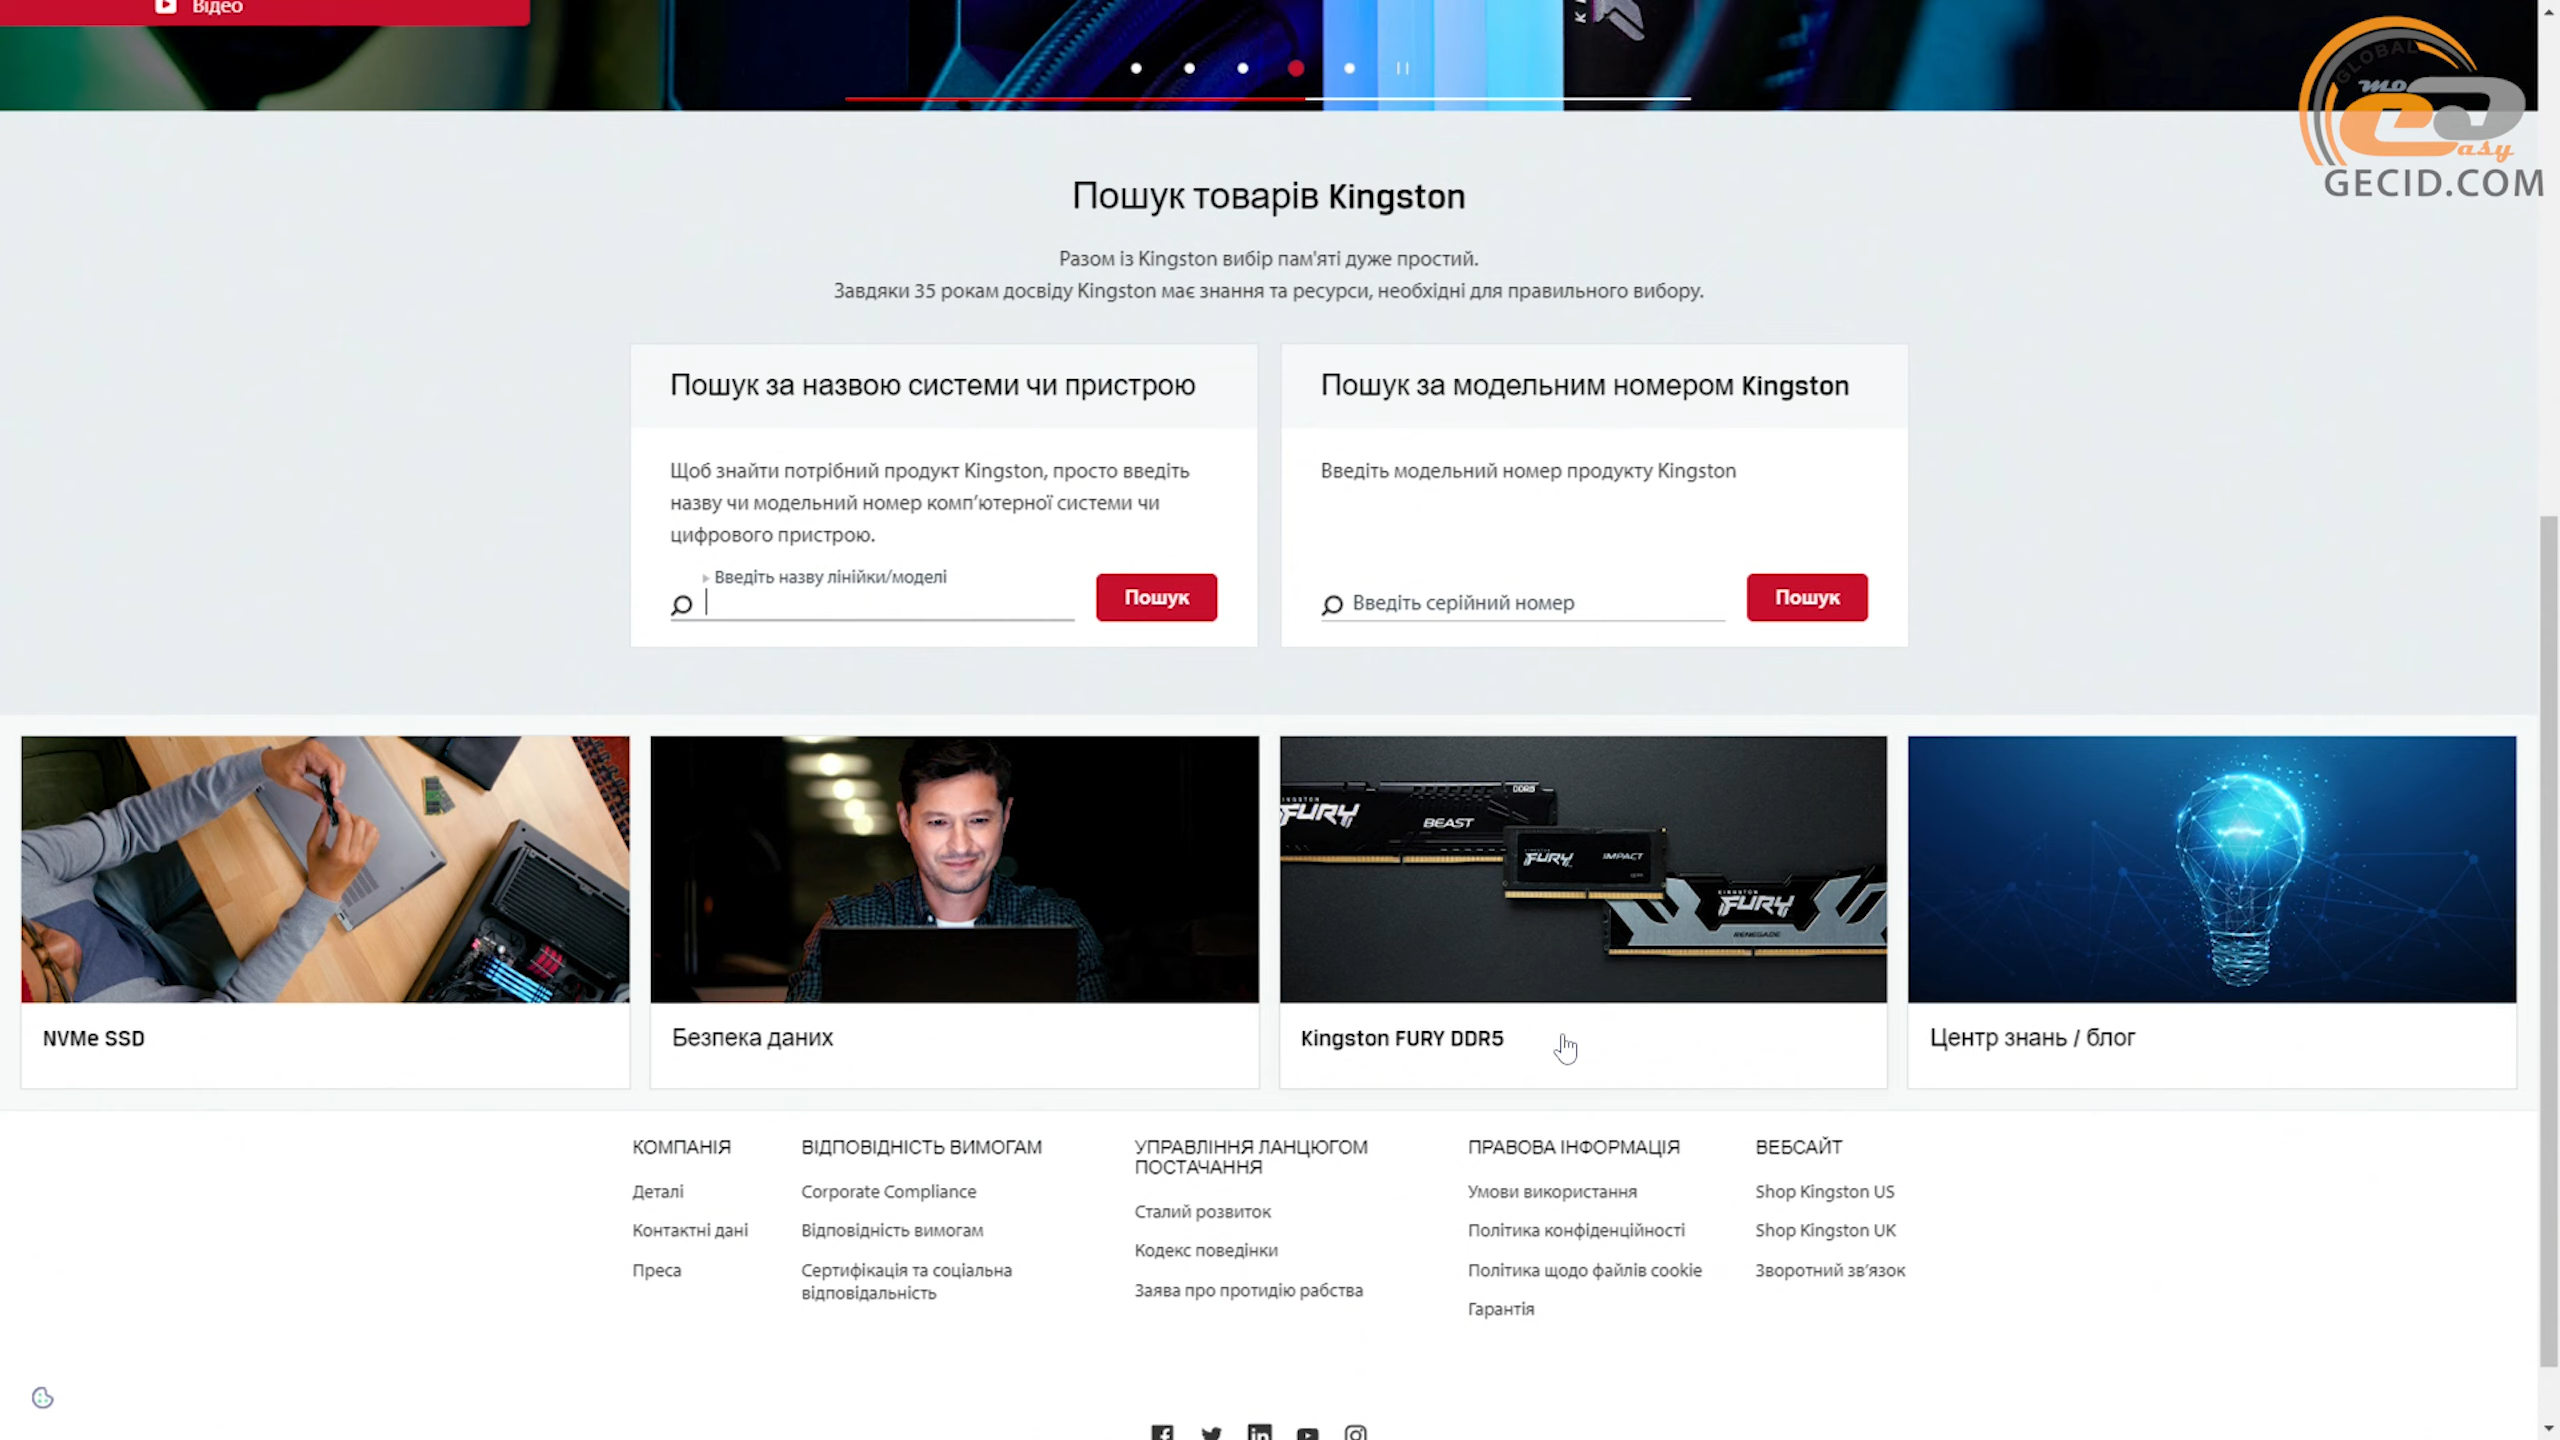 Відео
GLOBAL
mo
easy
GECID.COM
Пошук товарів Kingston
Разом із Kingston вибір пам'яті дуже простий.
Завдяки 35 рокам досвіду Kingston має знання та ресурси, необхідні для правильного вибору.
Пошук за назвою системи чи пристрою
Щоб знайти потрібний продукт Kingston, просто введіть
назву чи модельний номер комп’ютерної системи чи
цифрового пристрою.
Введіть назву лінійки/моделі
Пошук
Пошук за модельним номером Kingston
Введіть модельний номер продукту Kingston
Введіть серійний номер
Пошук
FURY
BEAST
DDR5
FURY
IMPACT
KINGSTON
FURY
RENEGADE
NVMe SSD
Безпека даних
Kingston FURY DDR5
Центр знань / блог
КОМПАНІЯ
Деталі
Контактні дані
Преса
ВІДПОВІДНІСТЬ ВИМОГАМ
Corporate Compliance
Відповідність вимогам
Сертифікація та соціальна
відповідальність
УПРАВЛІННЯ ЛАНЦЮГОМ
ПОСТАЧАННЯ
Сталий розвиток
Кодекс поведінки
Заява про протидію рабства
ПРАВОВА ІНФОРМАЦІЯ
Умови використання
Політика конфіденційності
Політика щодо файлів cookie
Гарантія
ВЕБСАЙТ
Shop Kingston US
Shop Kingston UK
Зворотний зв’язок